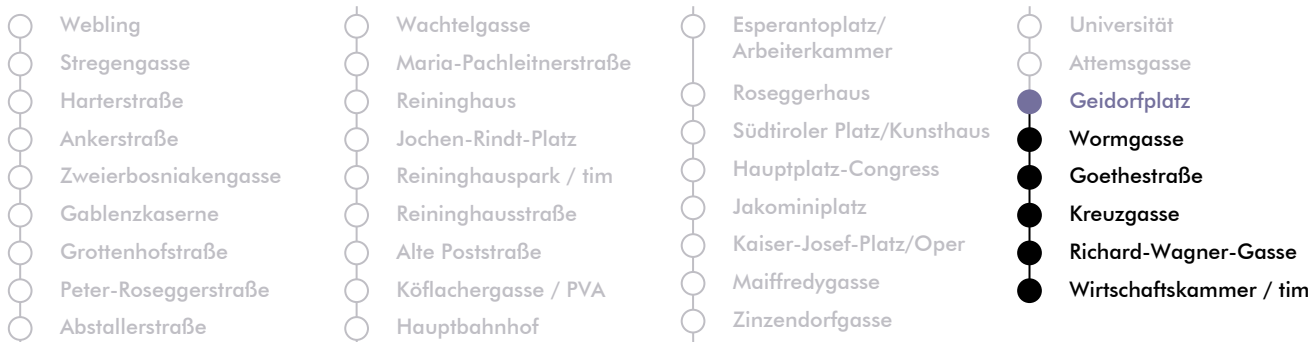 Webling
Stregengasse
Harterstraße
Ankerstraße
Zweierbosniakengasse
Gablenzkaserne
Grottenhofstraße
Peter-Roseggerstraße
Abstallerstraße
Wachtelgasse
Maria-Pachleitnerstraße
Reininghaus
Jochen-Rindt-Platz
Reininghauspark / tim
Reininghausstraße
Alte Poststraße
Köflachergasse / PVA
Hauptbahnhof
Esperantoplatz/
Arbeiterkammer
Roseggerhaus
Südtiroler Platz/Kunsthaus
Hauptplatz-Congress
Jakominiplatz
Kaiser-Josef-Platz/Oper
Maiffredygasse
Zinzendorfgasse
Universität
Attemsgasse
Geidorfplatz
Wormgasse
Goethestraße
Kreuzgasse
Richard-Wagner-Gasse
Wirtschaftskammer / tim